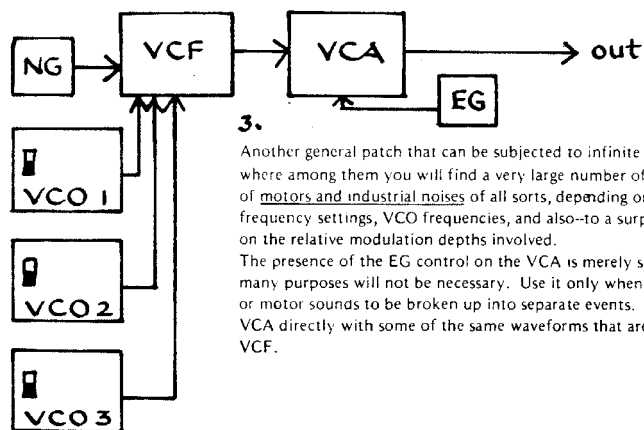 NG
VCF
VCA
out
EG
VCO 1
VCO 2
VCO 3
3.
Another general patch that can be subjected to infinite
where among them you will find a very large number of
of motors and industrial noises of all sorts, depending
frequency settings, VCO frequencies, and also--to a
on the relative modulation depths involved.
The presence of the EG control on the VCA is merely
many purposes will not be necessary. Use it only when
or motor sounds to be broken up into separate events.
VCA directly with some of the same waveforms that
VCF.